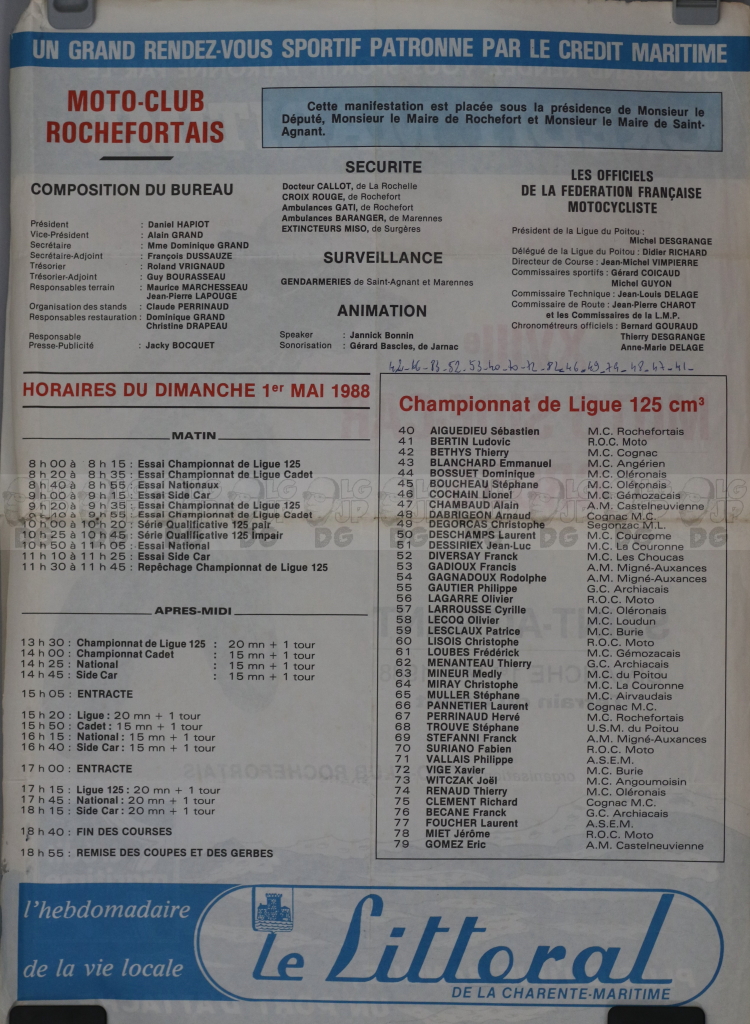 UN GRAND RENDEZ-VOUS SPORTIF PATRONNE PAR LE CREDIT MARITIME
MOTO-CLUB
ROCHEFORTAIS
Cette manifestation est placée sous la présidence de Monsieur le
Député, Monsieur le Maire de Rochefort et Monsieur le Maire de Saint-
Agnant.
COMPOSITION DU BUREAU
Président : Daniel HAPIOT
Vice-Président : Alain GRAND
Secrétaire : Mme Dominique GRAND
Secrétaire-Adjoint : François DUSSAUZE
Trésorier : Roland VRIGNAUD
Trésorier-Adjoint : Guy BOURASSEAU
Responsables terrain : Maurice MARCHESSEAU
Jean-Pierre LAPOUGE
Organisation des stands : Claude PERRINAUD
Responsables restauration : Dominique GRAND
Christine DRAPEAU
Responsable
Presse-Publicité : Jacky BOCQUET
SECURITE
Docteur CALLOT, de La Rochelle
CROIX ROUGE, de Rochefort
Ambulances GATI, de Rochefort
Ambulances BARANGER, de Marennes
EXTINCTEURS MISO, de Surgères
SURVEILLANCE
GENDARMERIES de Saint-Agnant et Marennes
ANIMATION
Speaker : Jannick Bonnin
Sonorisation : Gérard Bascles, de Jarnac
LES OFFICIELS
DE LA FEDERATION FRANÇAISE
MOTOCYCLISTE
Président de la Ligue du Poitou :
Michel DESGRANGE
Délégué de la Ligue du Poitou : Didier RICHARD
Directeur de Course : Jean-Michel VIMPIERRE
Commissaires sportifs : Gérard COICAUD
Michel GUYON
Commissaire Technique : Jean-Louis DELAGE
Commissaire de Route : Jean-Pierre CHAROT
et les Commissaires de la L.M.P.
Chronométreurs officiels : Bernard GOURAUD
Thierry DESGRANGE
Anne-Marie DELAGE
HORAIRES DU DIMANCHE 1er MAI 1988
MATIN
8 h 00 à 8 h 15 : Essai Championnat de Ligue 125
8 h 20 à 8 h 35 : Essai Championnat de Ligue Cadet
8 h 40 à 8 h 55 : Essai Nationaux
9 h 00 à 9 h 15 : Essai Side Car
9 h 20 à 9 h 35 : Essai Championnat de Ligue 125
9 h 40 à 9 h 55 : Essai Championnat de Ligue Cadet
10 h 00 à 10 h 20 : Série Qualificative 125 pair
10 h 25 à 10 h 45 : Série Qualificative 125 Impair
10 h 50 à 11 h 05 : Essai National
11 h 10 à 11 h 25 : Essai Side Car
11 h 30 à 11 h 45 : Repêchage Championnat de Ligue 125
APRES-MIDI
13 h 30 : Championnat de Ligue 125 : 20 mn + 1 tour
14 h 00 : Championnat Cadet : 15 mn + 1 tour
14 h 25 : National : 15 mn + 1 tour
14 h 45 : Side Car : 15 mn + 1 tour
15 h 05 : ENTRACTE
15 h 20 : Ligue : 20 mn + 1 tour
15 h 50 : Cadet : 15 mn + 1 tour
16 h 15 : National : 15 mn + 1 tour
16 h 40 : Side Car : 15 mn + 1 tour
17 h 00 : ENTRACTE
17 h 15 : Ligue 125 : 20 mn + 1 tour
17 h 45 : National : 20 mn + 1 tour
18 h 15 : Side Car : 20 mn + 1 tour
18 h 40 : FIN DES COURSES
18 h 55 : REMISE DES COUPES ET DES GERBES
Championnat de Ligue 125 cm³
40 AIGUEDIEU Sébastien M.C. Rochefortais
41 BERTIN Ludovic R.O.C. Moto
42 BETHYS Thierry M.C. Cognac
43 BLANCHARD Emmanuel M.C. Angérien
44 BOSSUET Dominique M.C. Oléronais
45 BOUCHEAU Stéphane M.C. Oléronais
46 COCHAIN Lionel M.C. Gémozacais
47 CHAMBAUD Alain A.M. Castelneuvienne
48 DABRIGEON Arnaud Cognac M.C.
49 DEGORCAS Christophe Segonzac M.L.
50 DESCHAMPS Laurent M.C. Courcome
51 DESSIRIEX Jean-Luc M.C. La Couronne
52 DIVERSAY Franck M.C. Les Choucas
53 GADIOUX Francis A.M. Migné-Auxances
54 GAGNADOUX Rodolphe A.M. Migné-Auxances
55 GAUTIER Philippe G.C. Archiacais
56 LAGARRE Olivier R.O.C. Moto
57 LARROUSSE Cyrille M.C. Oléronais
58 LECOQ Olivier M.C. Loudun
59 LESCLAUX Patrice M.C. Burie
60 LISOIS Christophe R.O.C. Moto
61 LOUBES Frédérick M.C. Gémozacais
62 MENANTEAU Thierry G.C. Archiacais
63 MINEUR Medly M.C. du Poitou
64 MIRAY Christophe M.C. La Couronne
65 MULLER Stéphane M.C. Airvaudais
66 PANNETIER Laurent Cognac M.C.
67 PERRINAUD Hervé M.C. Rochefortais
68 TROUVE Stéphane U.S.M. du Poitou
69 STEFANNI Franck A.M. Migné-Auxances
70 SURIANO Fabien R.O.C. Moto
71 VALLAIS Philippe A.S.E.M.
72 VIGE Xavier M.C. Burie
73 WITCZAK Joël M.C. Angoumoisin
74 RENAUD Thierry M.C. Oléronais
75 CLEMENT Richard Cognac M.C.
76 BECANE Franck G.C. Archiacais
77 FOUCHER Laurent A.S.E.M.
78 MIET Jérôme R.O.C. Moto
79 GOMEZ Eric A.M. Castelneuvienne
l'hebdomadaire
de la vie locale
Le Littoral
DE LA CHARENTE-MARITIME